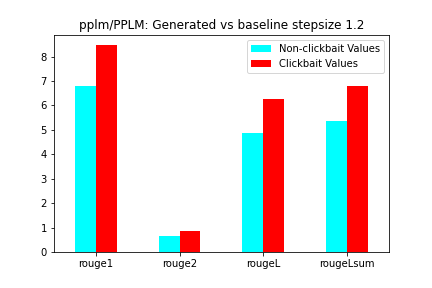 pplm/PPLM: Generated vs baseline stepsize 1.2
Non-clickbait Values
Clickbait Values
8
7
6
5
4
3
2
1
0
rouge1 rouge2 rougeL rougeLsum